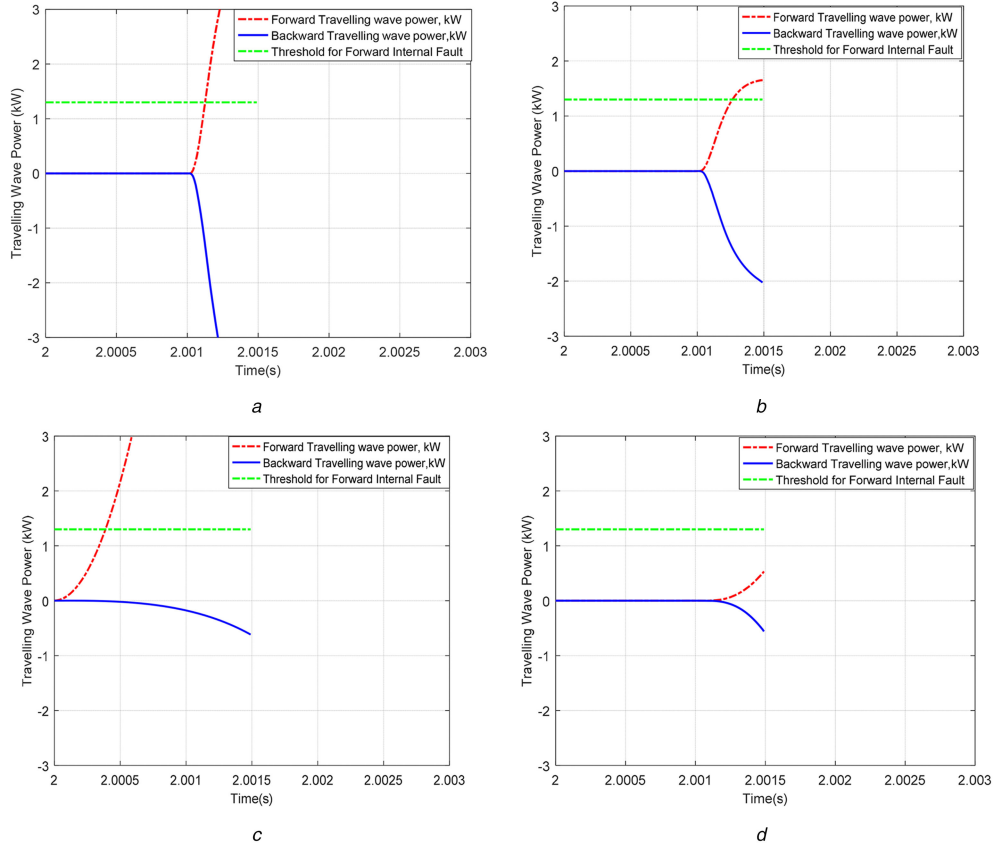 Forward Travelling wave power, kW
Backward Travelling wave power,kW
Threshold for Forward Internal Fault
3
2
1
0
-1
-2
-3
Travelling Wave Power (kW)
2 2.0005 2.001 2.0015 2.002 2.0025 2.003
Time(s)
a
Forward Travelling wave power, kW
Backward Travelling wave power,kW
Threshold for Forward Internal Fault
3
2
1
0
-1
-2
-3
Travelling Wave Power (kW)
2 2.0005 2.001 2.0015 2.002 2.0025 2.003
Time(s)
b
Forward Travelling wave power, kW
Backward Travelling wave power,kW
Threshold for Forward Internal Fault
3
2
1
0
-1
-2
-3
Travelling Wave Power (kW)
2 2.0005 2.001 2.0015 2.002 2.0025 2.003
Time(s)
c
Forward Travelling wave power, kW
Backward Travelling wave power,kW
Threshold for Forward Internal Fault
3
2
1
0
-1
-2
-3
Travelling Wave Power (kW)
2 2.0005 2.001 2.0015 2.002 2.0025 2.003
Time(s)
d